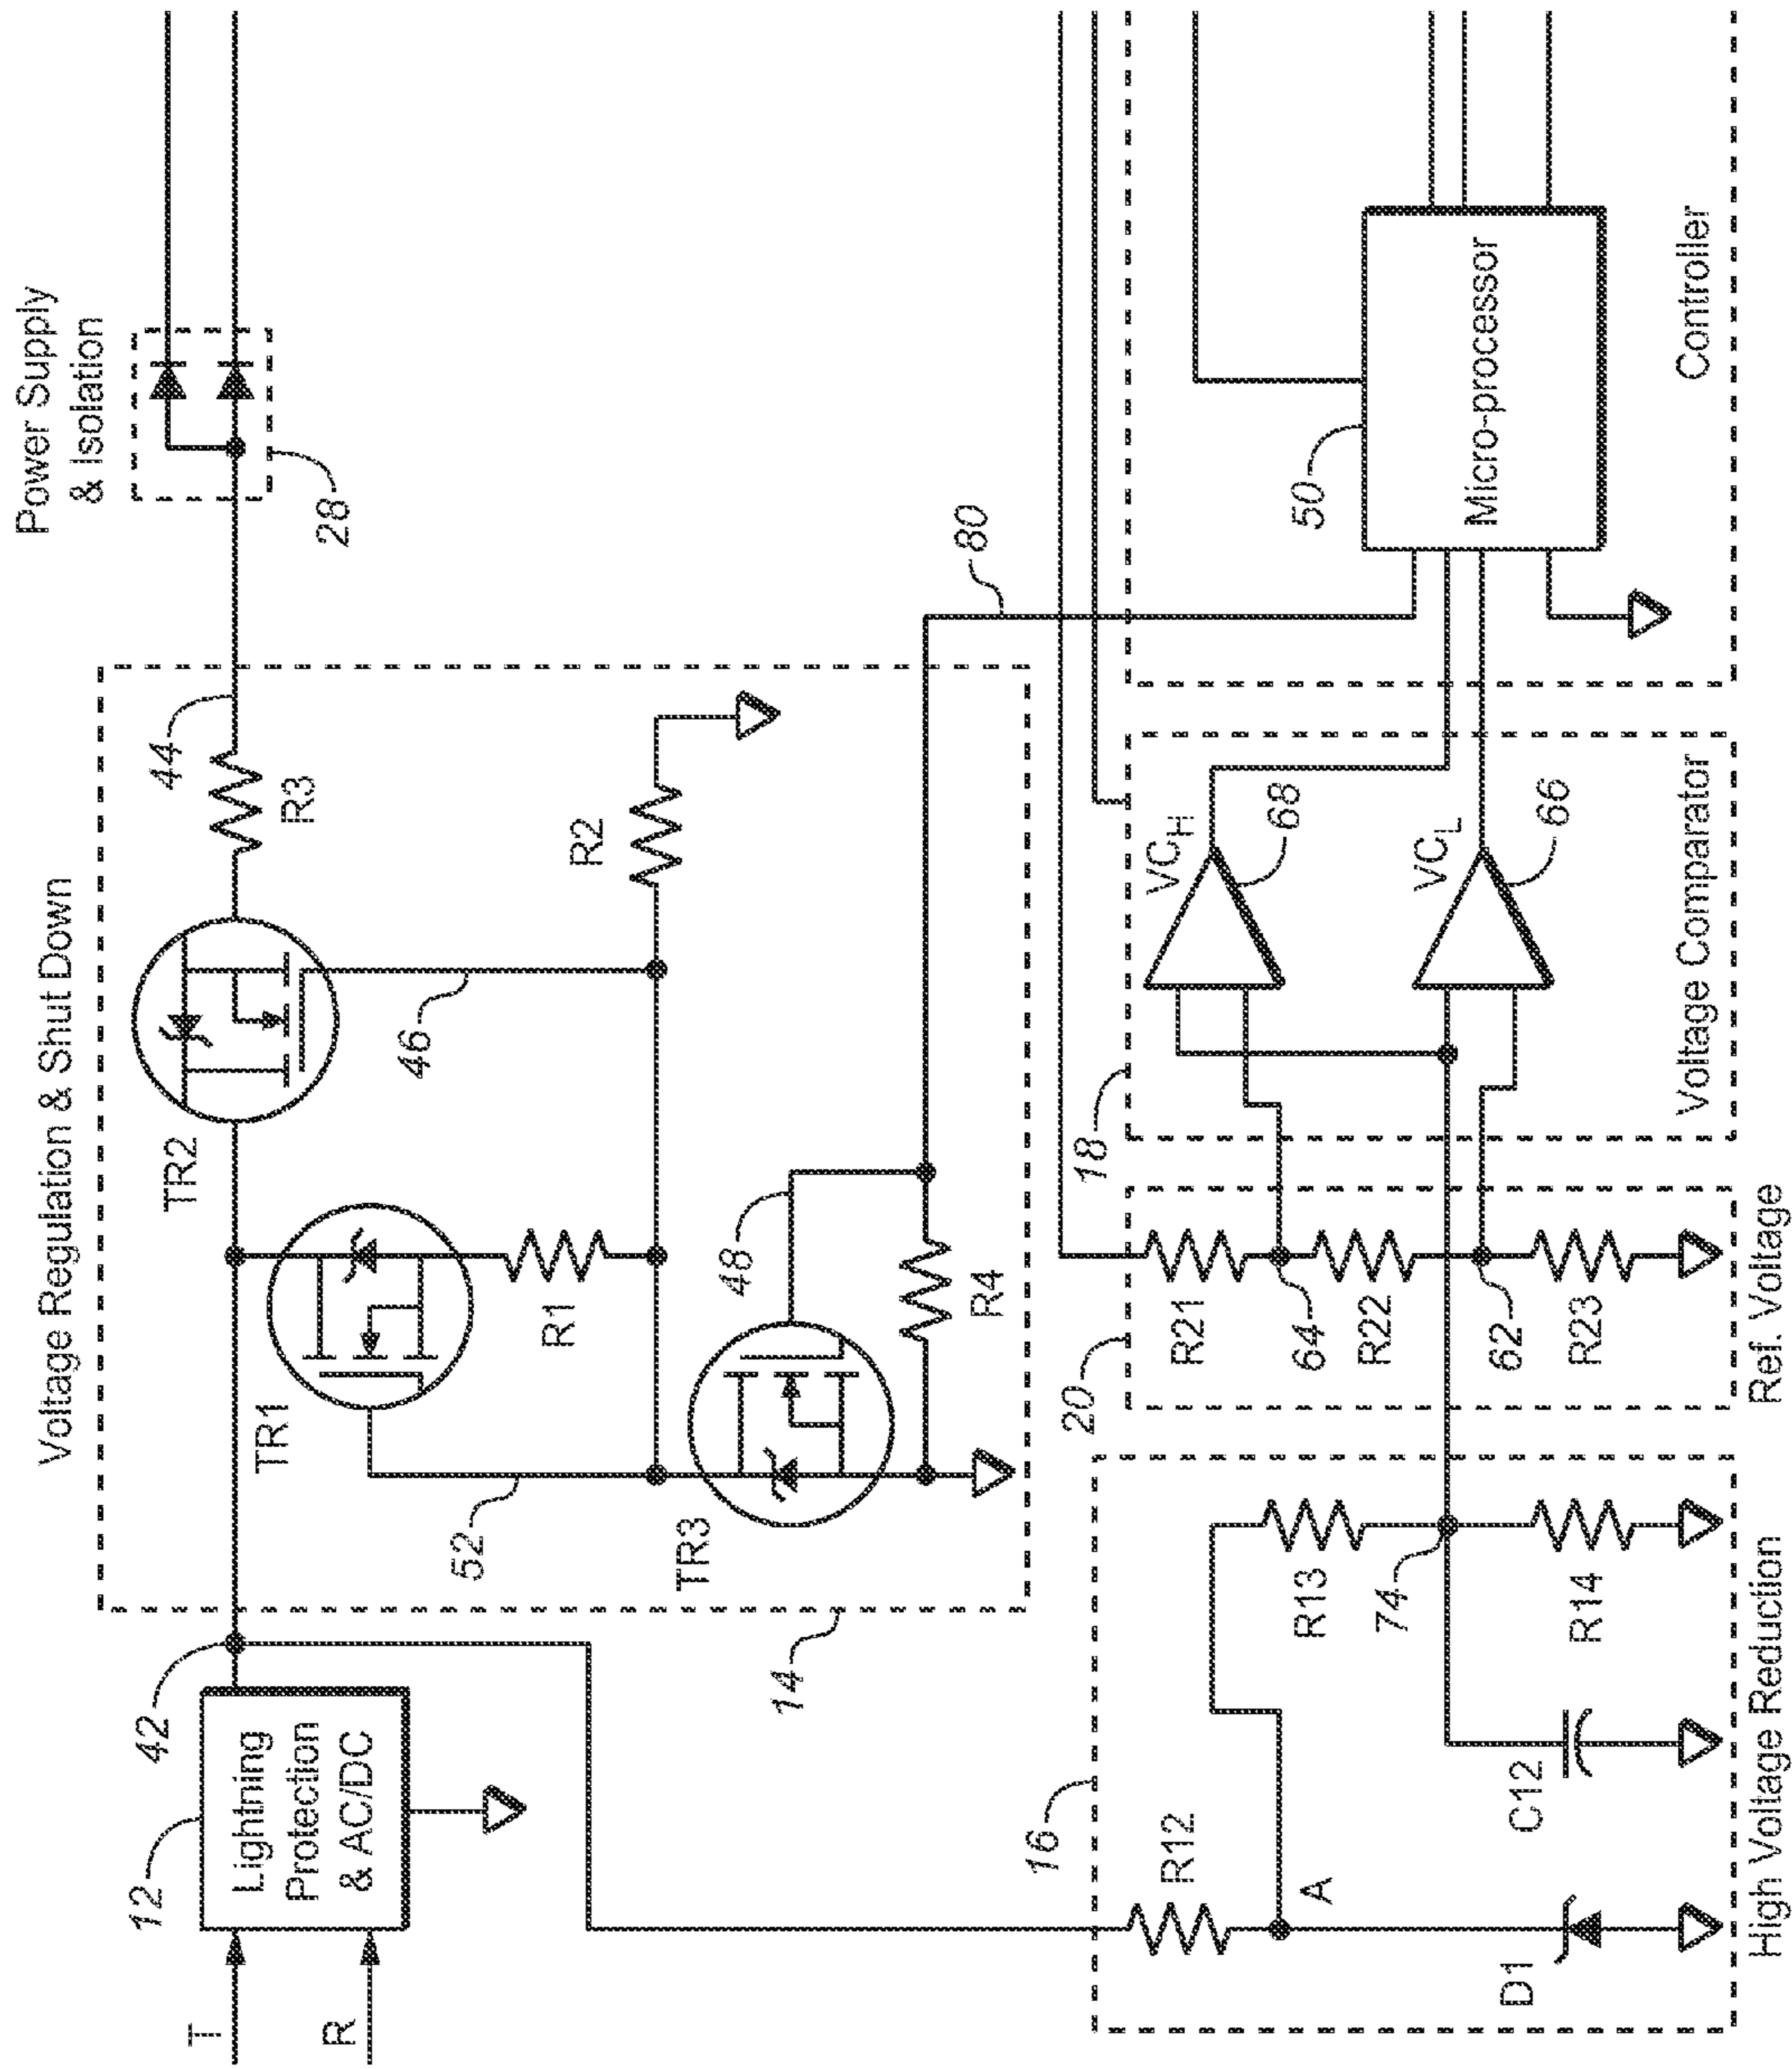 Power Supply
& Isolation
28
Voltage Regulation & Shut Down
44
R3
TR2
46
R2
TR1
R1
52
TR3
48
R4
14
80
42
12
Lightning
Protection
& AC/DC
T
R
16
R12
A
D1
C12
R13
74
R14
High Voltage Reduction
20
R21
64
R22
62
R23
Ref. Voltage
18
VCH
68
VCL
66
Voltage Comparator
50
Micro-processor
Controller